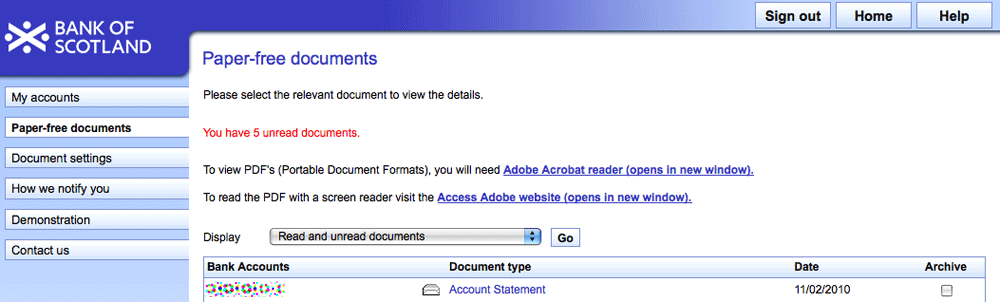 Sign out Home Help
BANK OF
SCOTLAND
Paper-free documents
Please select the relevant document to view the details.
You have 5 unread documents.
To view PDF's (Portable Document Formats), you will need Adobe Acrobat reader (opens in new window).
To read the PDF with a screen reader visit the Access Adobe website (opens in new window).
Display Read and unread documents Go
Bank Accounts Document type Date Archive
Account Statement 11/02/2010
My accounts
Paper-free documents
Document settings
How we notify you
Demonstration
Contact us